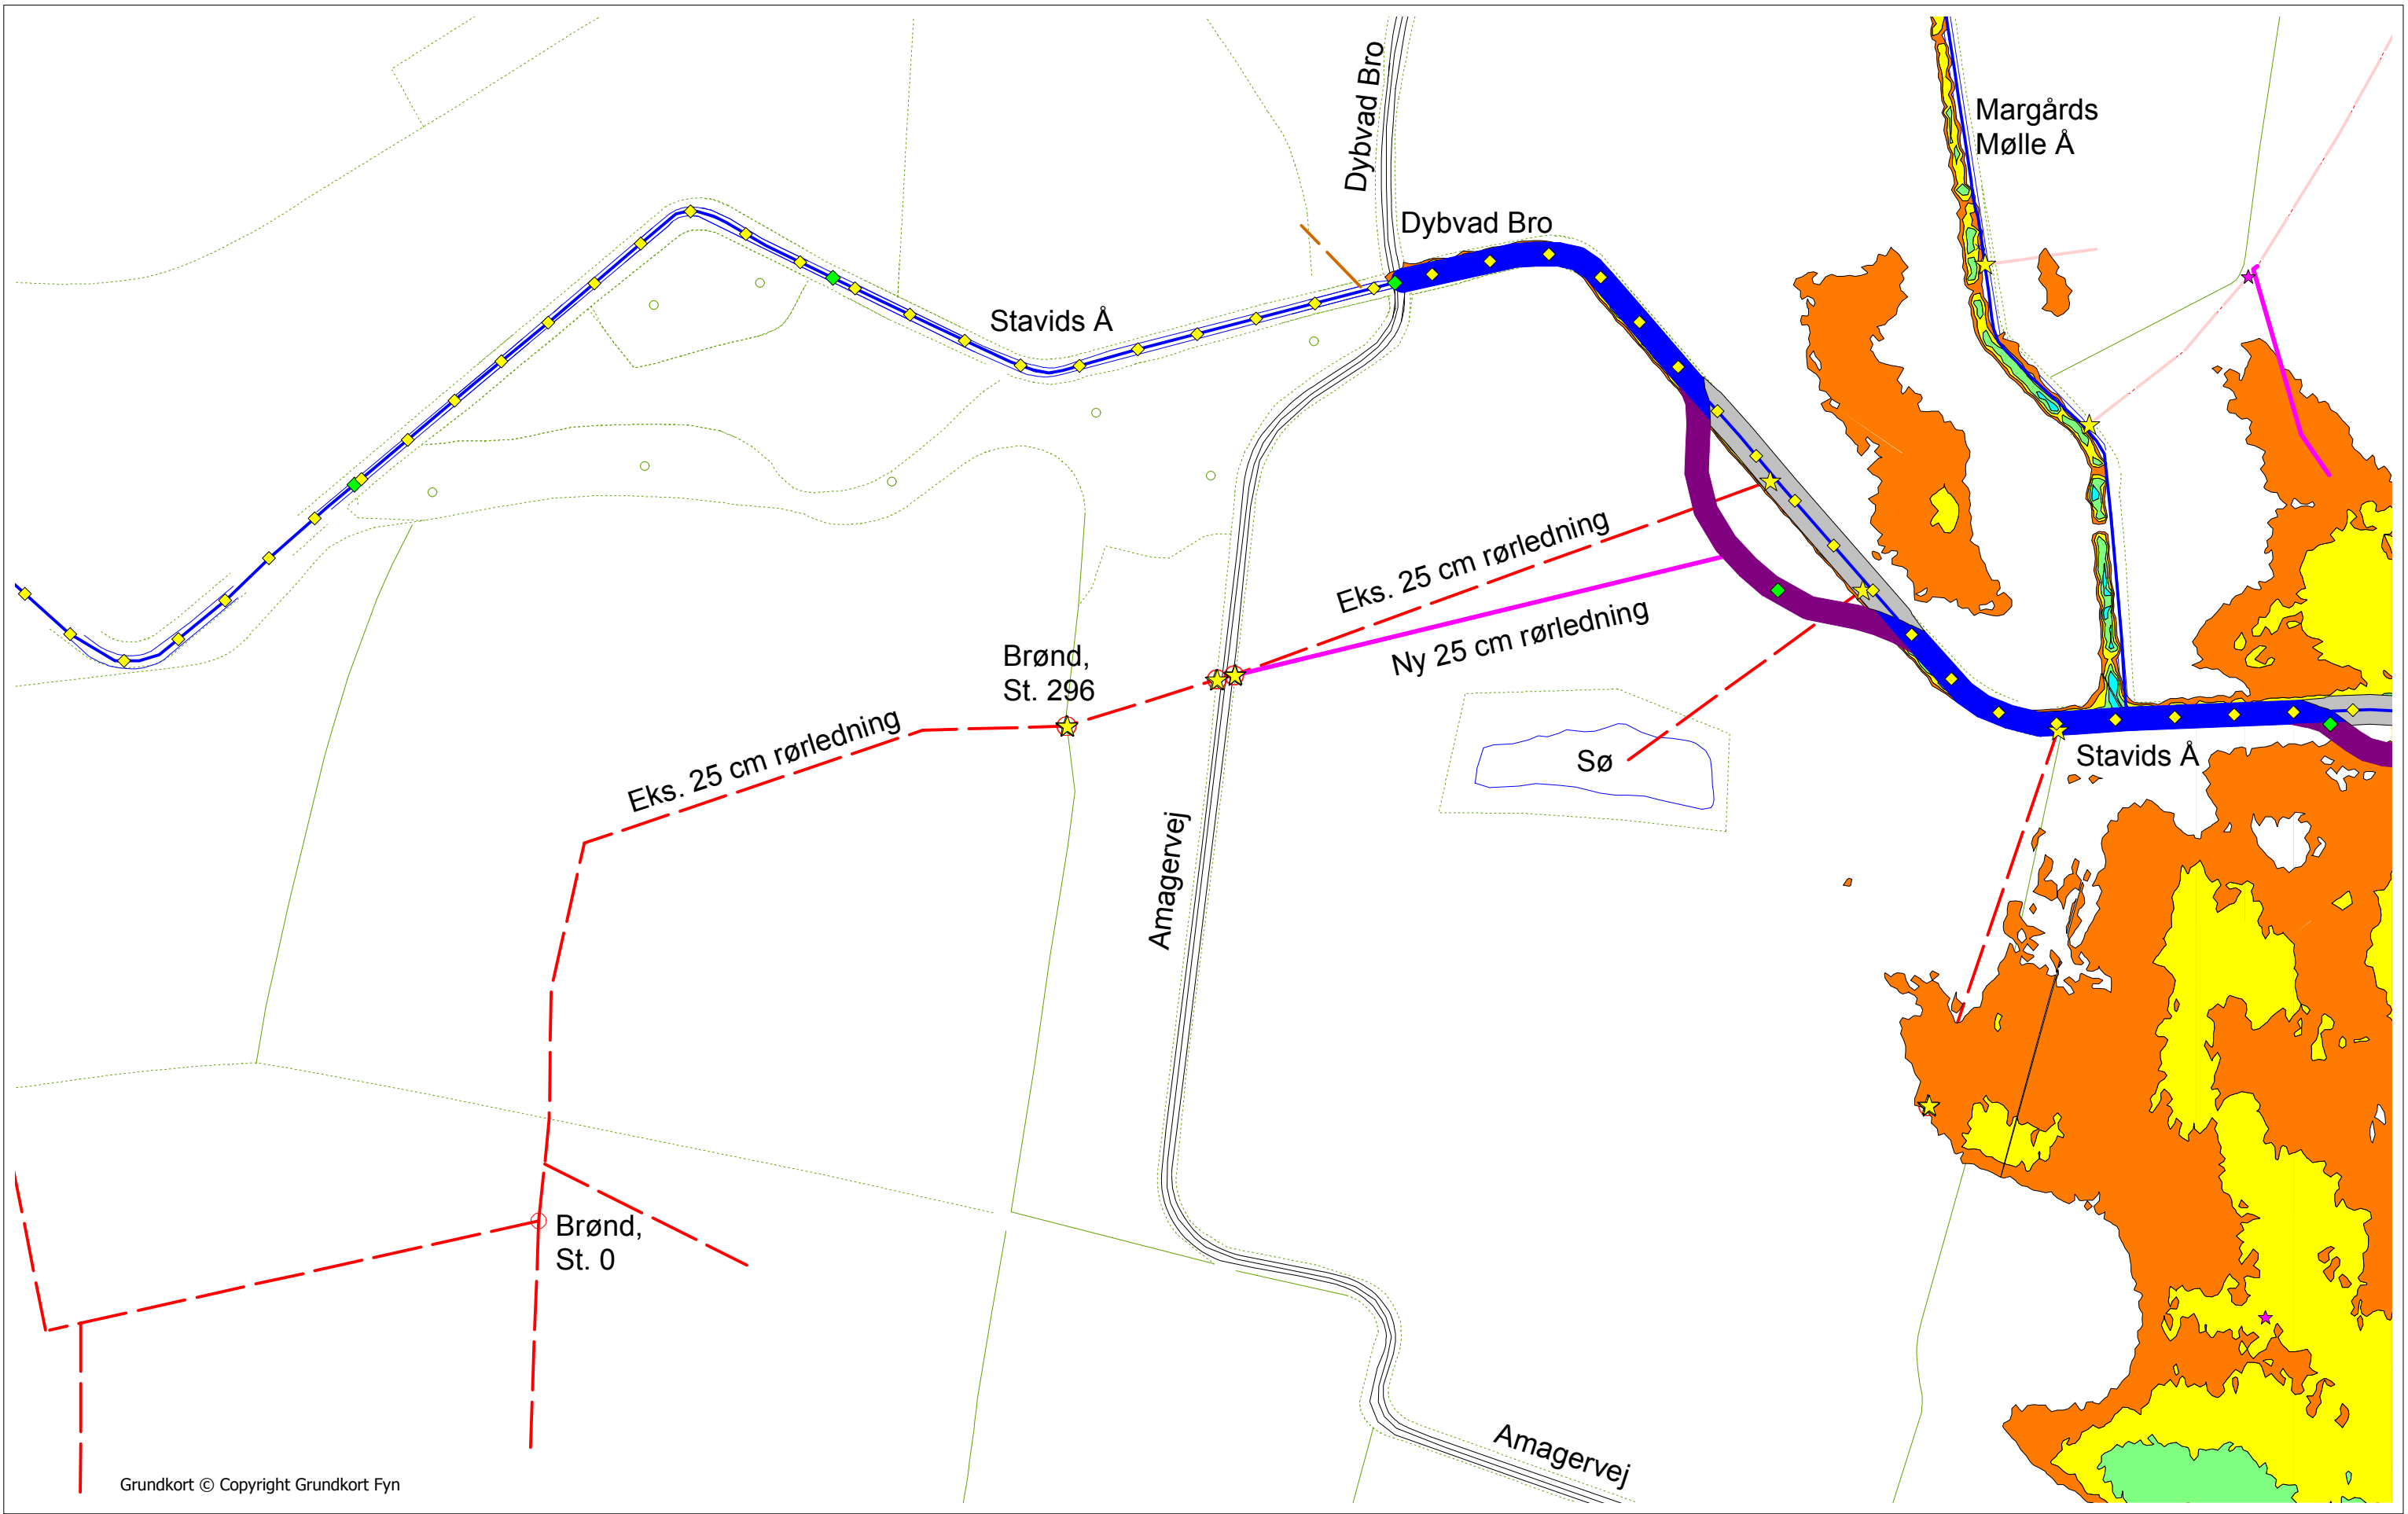 Dybvad Bro
Margårds
Mølle Å
Dybvad Bro
Stavids Å
Eks. 25 cm rørledning
Ny 25 cm rørledning
Brønd,
St. 296
Eks. 25 cm rørledning
Sø
Stavids Å
Amagervej
Brønd,
St. 0
Amagervej
Grundkort © Copyright Grundkort Fyn